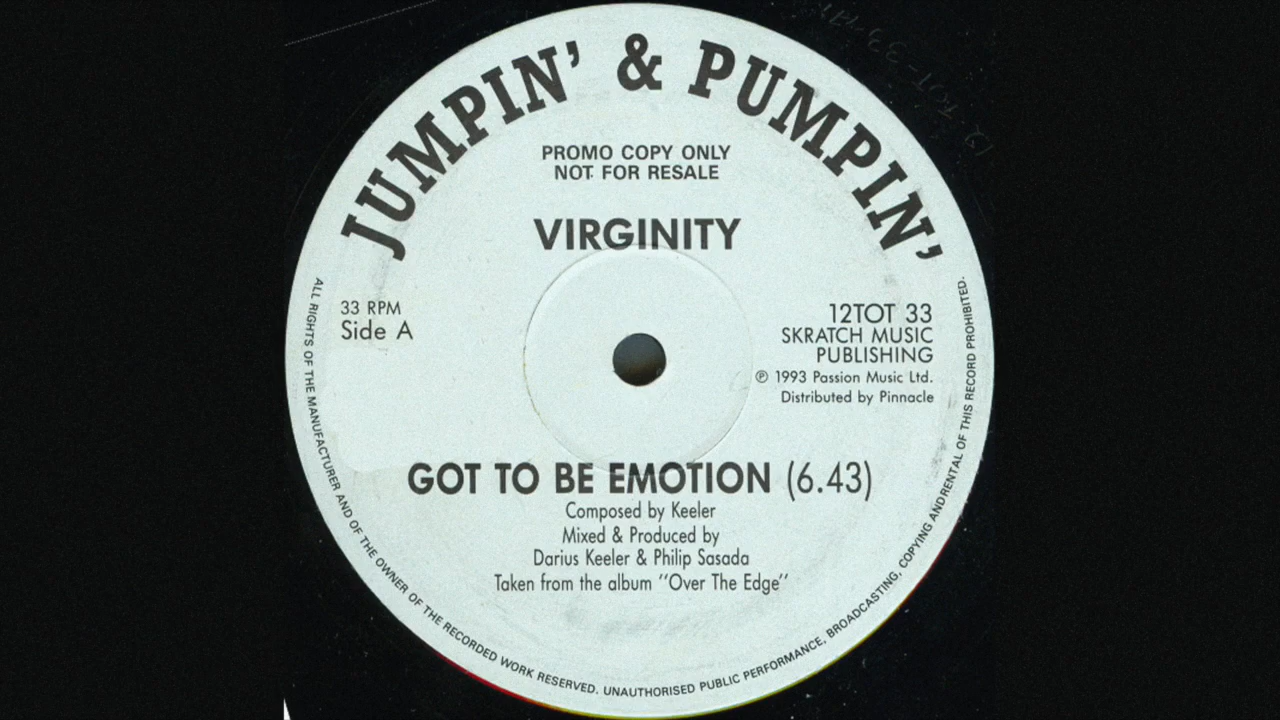 JUMPIN' & PUMPIN'
PROMO COPY ONLY
NOT FOR RESALE
VIRGINITY
33 RPM
Side A
12TOT 33
SKRATCH MUSIC
PUBLISHING
℗ 1993 Passion Music Ltd.
Distributed by Pinnacle
GOT TO BE EMOTION (6.43)
Composed by Keeler
Mixed & Produced by
Darius Keeler & Philip Sasada
Taken from the album "Over The Edge"
ALL RIGHTS OF THE MANUFACTURER AND OF THE OWNER OF THE RECORDED WORK RESERVED. UNAUTHORISED PUBLIC PERFORMANCE, BROADCASTING, COPYING ANDRENTAL OF THIS RECORD PROHIBITED.